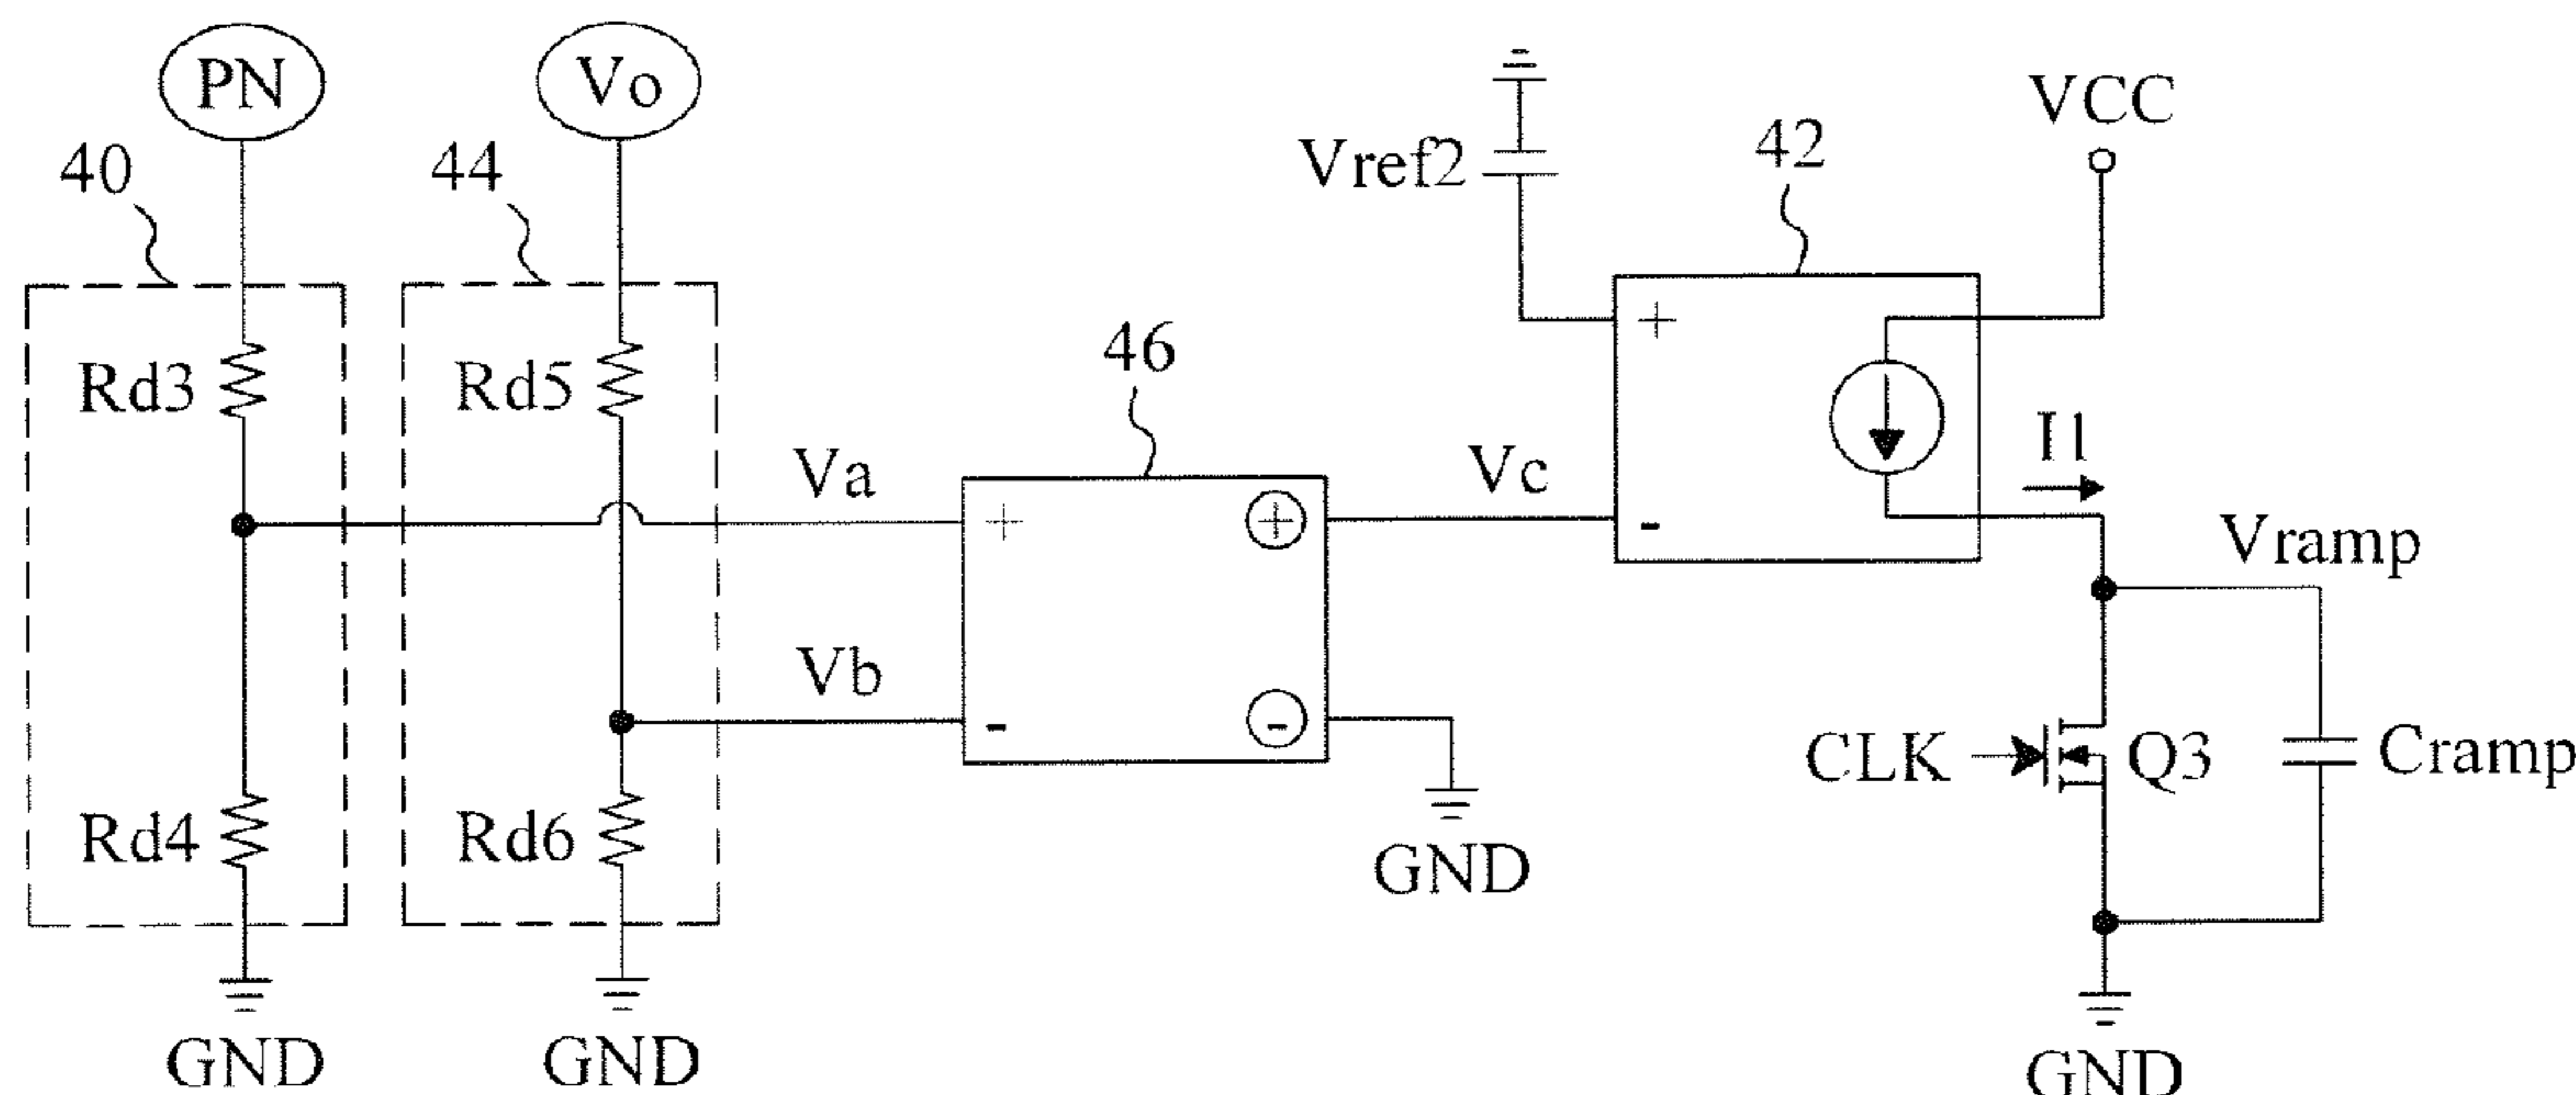 PN
Vo
VCC
40
44
Vref2
42
46
Rd3
Rd5
+
I1
Va
Vc
+
+
-
Vramp
Vb
-
-
CLK
Q3
Cramp
Rd4
Rd6
GND
GND
GND
GND